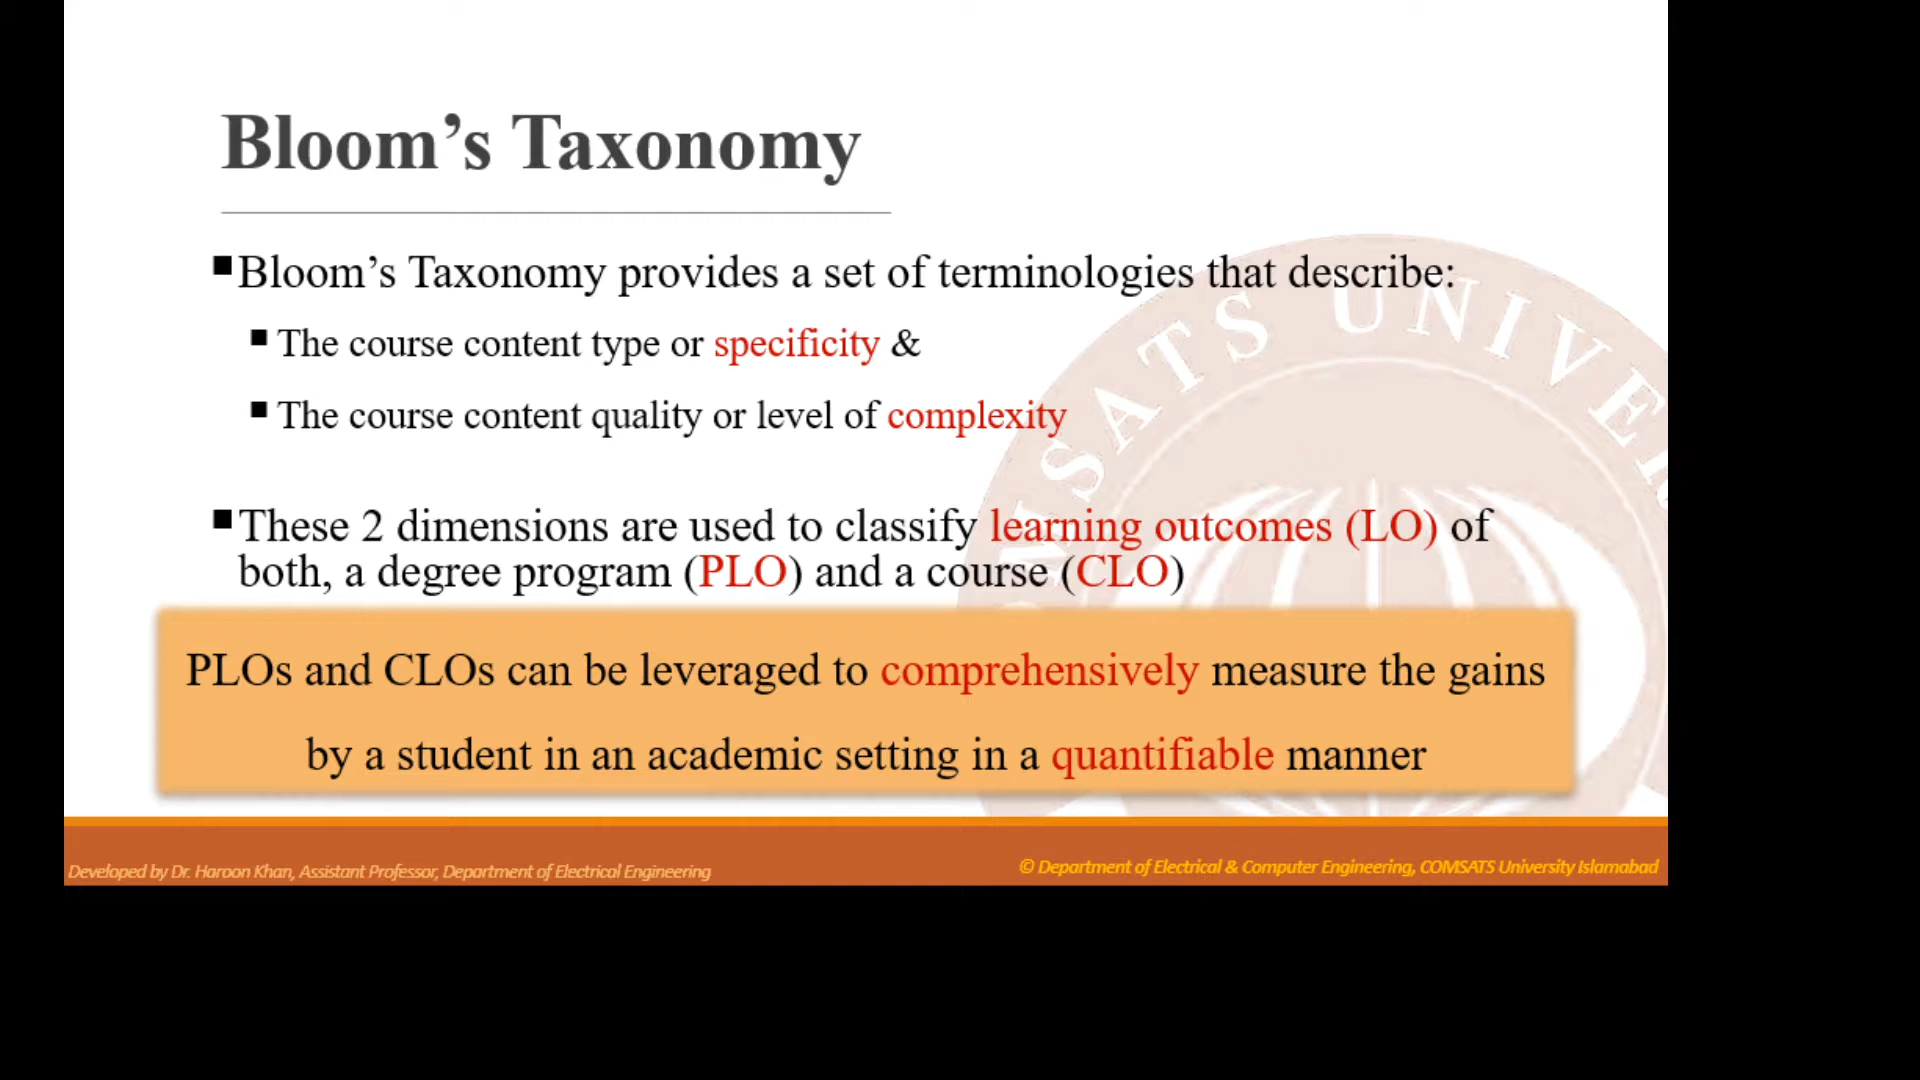 Bloom’s Taxonomy
▪Bloom’s Taxonomy provides a set of terminologies that describe:
▪ The course content type or specificity &
▪ The course content quality or level of complexity
▪These 2 dimensions are used to classify learning outcomes (LO) of
both, a degree program (PLO) and a course (CLO)
PLOs and CLOs can be leveraged to comprehensively measure the gains
by a student in an academic setting in a quantifiable manner
Developed by Dr. Haroon Khan, Assistant Professor, Department of Electrical Engineering
© Department of Electrical & Computer Engineering, COMSATS University Islamabad